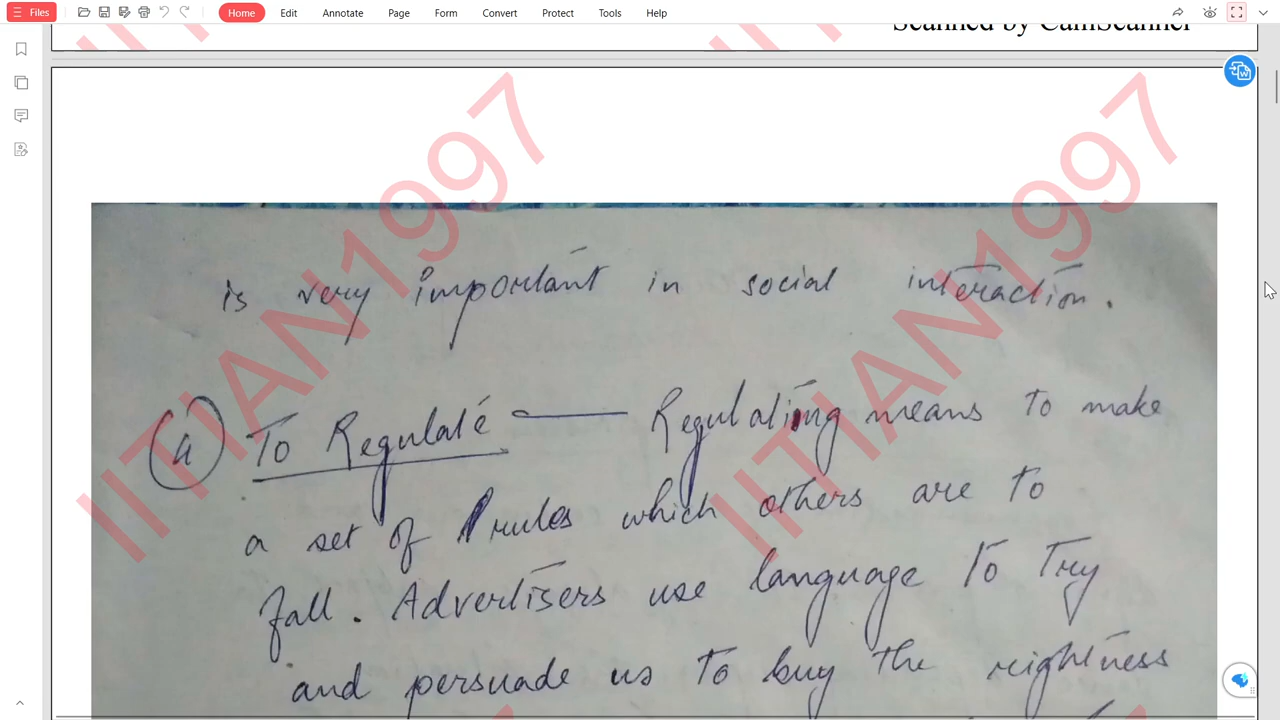 Files
Home Edit Annotate Page Form Convert Protect Tools Help
Scanned by CamScanner
IITIAN1997
IITIAN1997
is very important in social interaction.
To Regulate — Regulating means to make
a set of rules which others are to
fall. Advertisers use language to try
and persuade us to buy the rightness